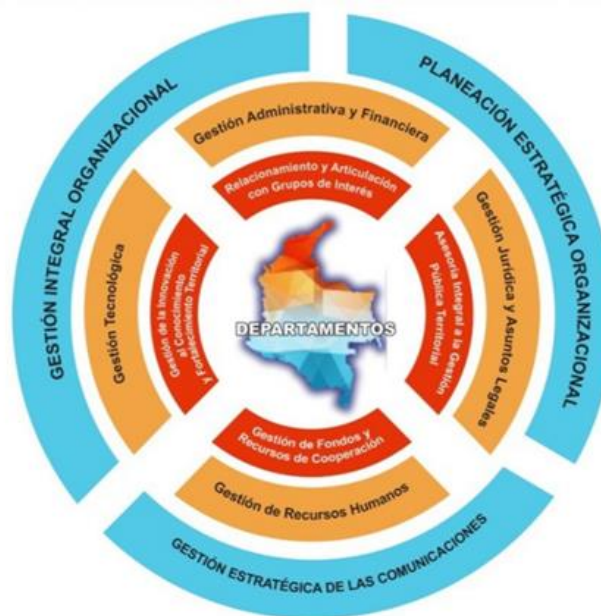 GESTIÓN INTEGRAL ORGANIZACIONAL
PLANEACIÓN ESTRATÉGICA ORGANIZACIONAL
Gestión Administrativa y Financiera
Relacionamiento y Articulación
con Grupos de Interés
Gestión Tecnológica
Gestión de la Innovación
al Conocimiento
y Fortalecimiento Territorial
DEPARTAMENTOS
Asesoría Integral a la Gestión
Pública Territorial
Gestión Jurídica y Asuntos Legales
Gestión de Fondos y
Recursos de Cooperación
Gestión de Recursos Humanos
GESTIÓN ESTRATÉGICA DE LAS COMUNICACIONES